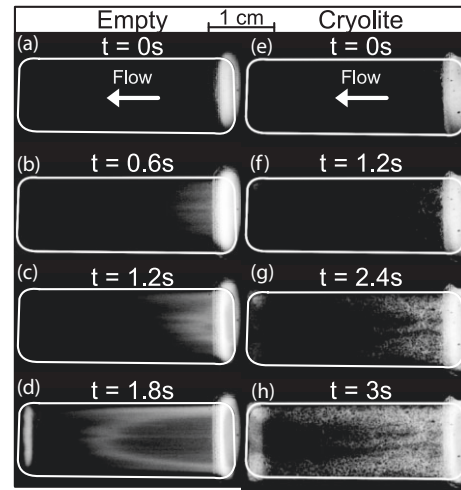 Empty 1 cm Cryolite
(a) t = 0s (e) t = 0s
Flow Flow
(b) t = 0.6s (f) t = 1.2s
(c) t = 1.2s (g) t = 2.4s
(d) t = 1.8s (h) t = 3s